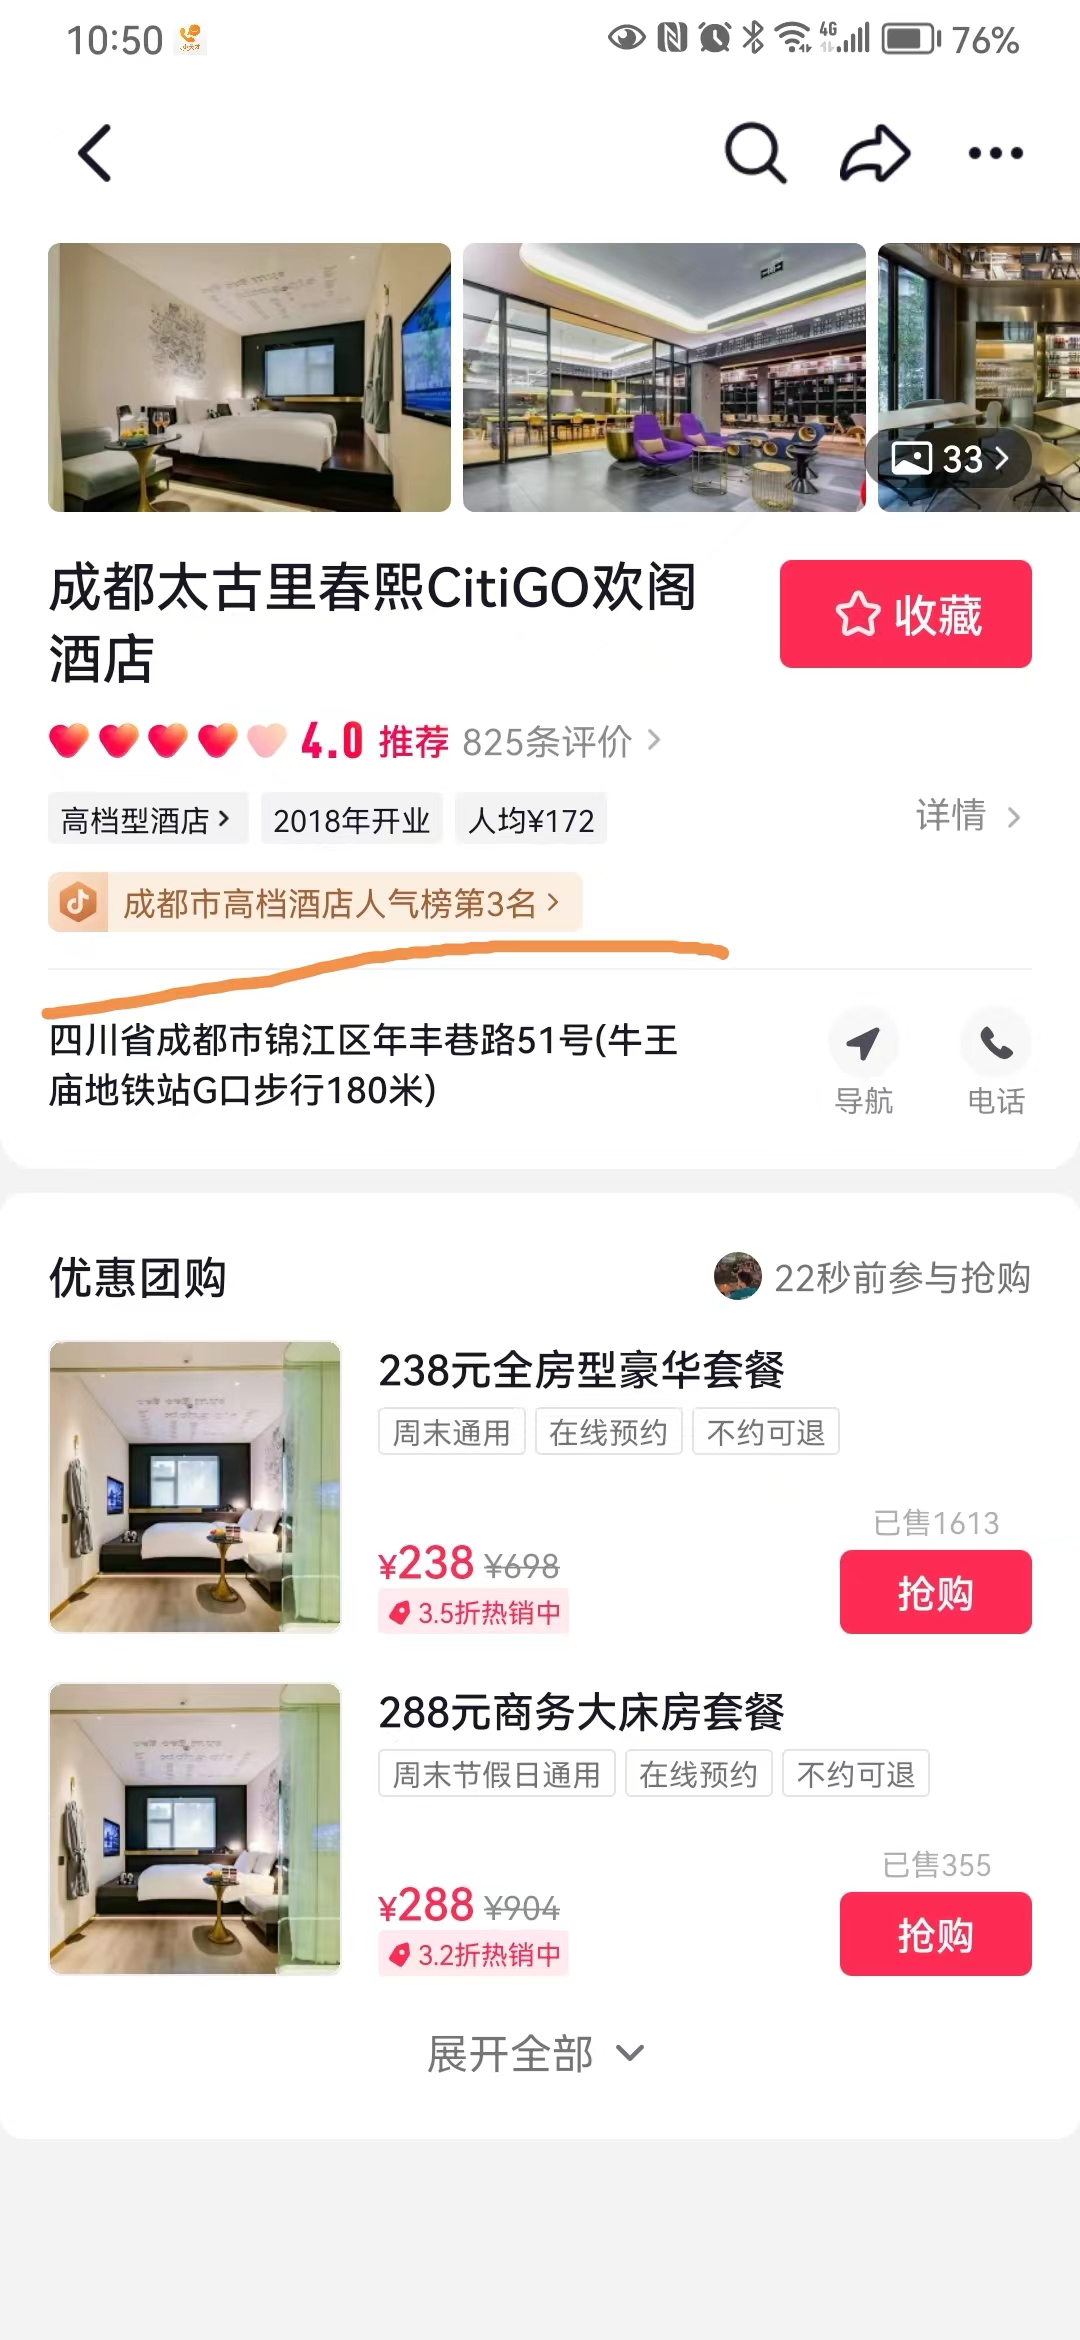 10:50
4G
76%
33
成都太古里春熙CitiGO欢阁
酒店
收藏
4.0 推荐 825条评价
高档型酒店 2018年开业 人均¥172 详情
成都市高档酒店人气榜第3名
四川省成都市锦江区年丰巷路51号(牛王
庙地铁站G口步行180米)
导航 电话
优惠团购 22秒前参与抢购
238元全房型豪华套餐
周末通用 在线预约 不约可退
已售1613
¥238 ¥698
3.5折热销中
抢购
288元商务大床房套餐
周末节假日通用 在线预约 不约可退
已售355
¥288 ¥904
3.2折热销中
抢购
展开全部